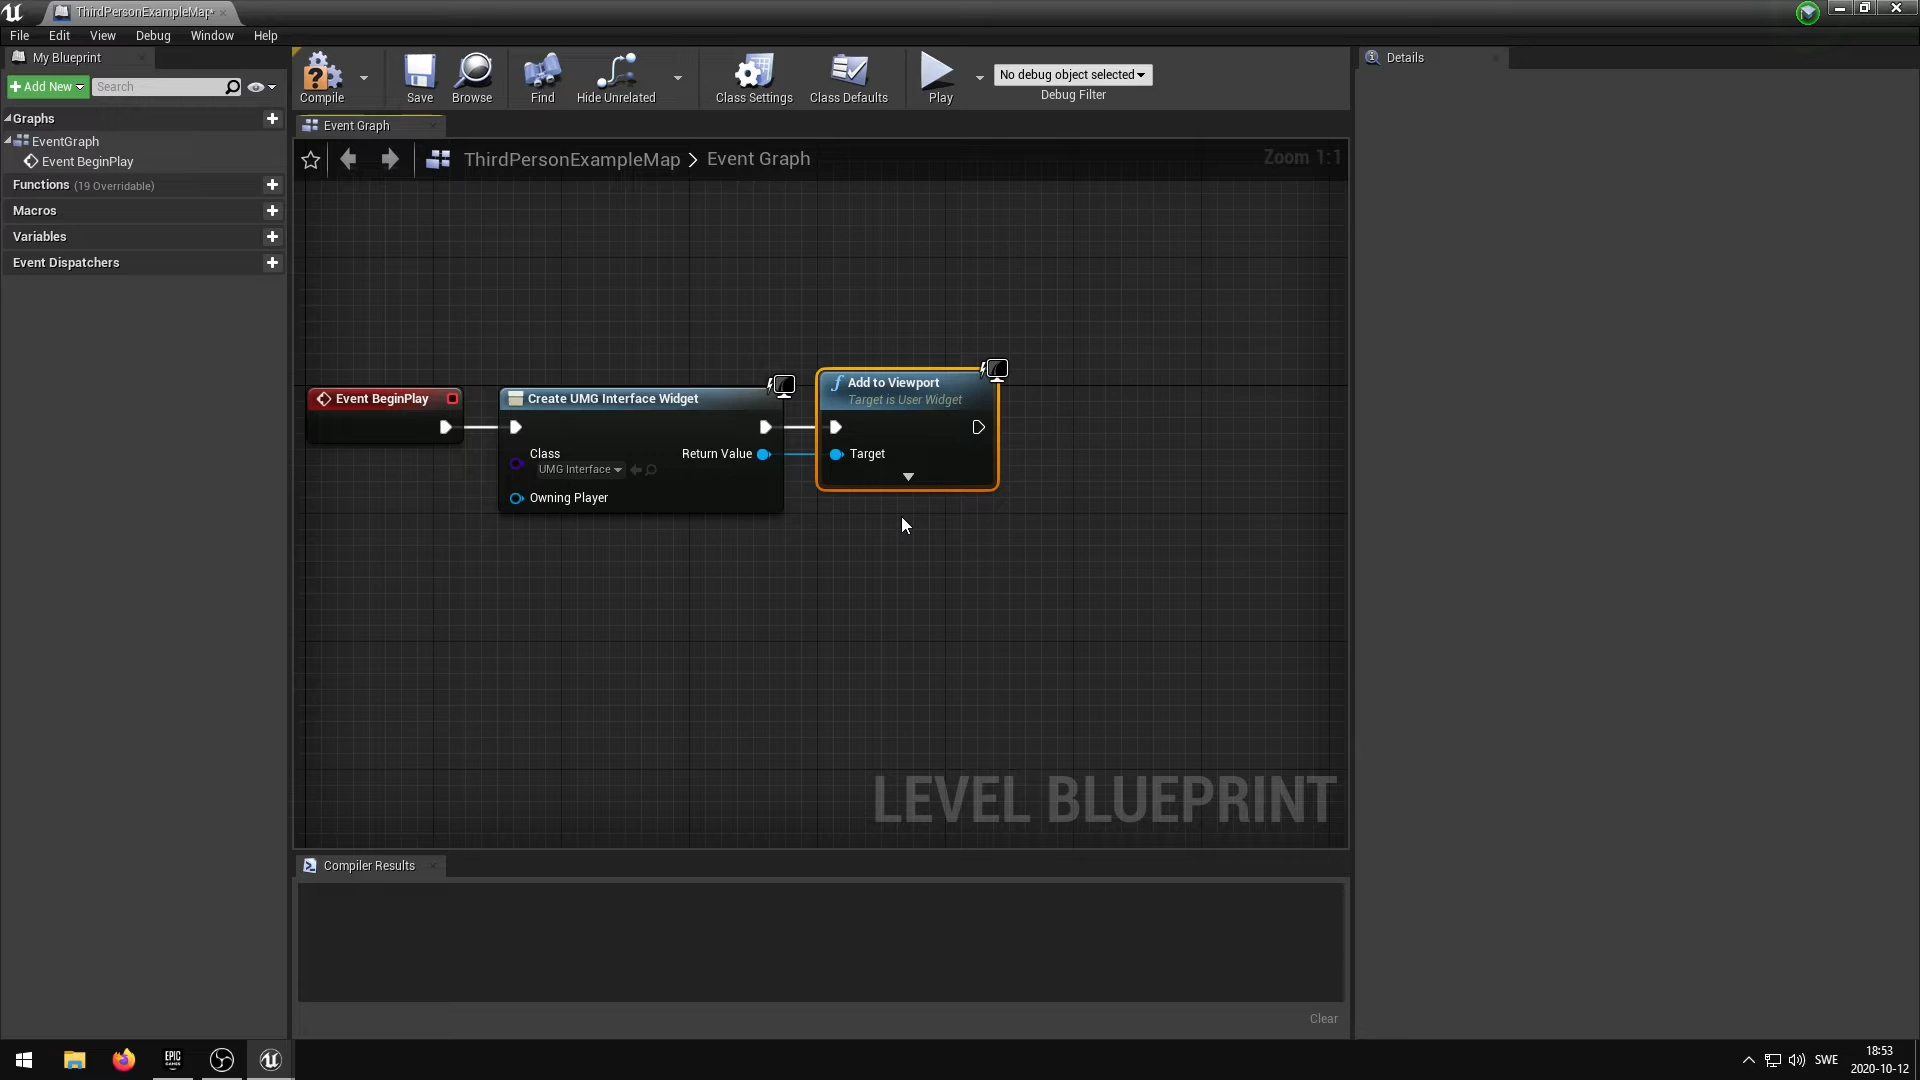 ThirdPersonExampleMap*
File Edit View Debug Window Help
My Blueprint
Add New Search
Graphs
EventGraph
Event BeginPlay
Functions (19 Overridable)
Macros
Variables
Event Dispatchers
Compile Save Browse Find Hide Unrelated Class Settings Class Defaults Play
No debug object selected
Debug Filter
Event Graph
ThirdPersonExampleMap > Event Graph
Zoom 1:1
Event BeginPlay
Create UMG Interface Widget
Class
UMG Interface
Return Value
Owning Player
Add to Viewport
Target is User Widget
Target
LEVEL BLUEPRINT
Compiler Results
Clear
Details
EPIC
GAMES
SWE
18:53
2020-10-12